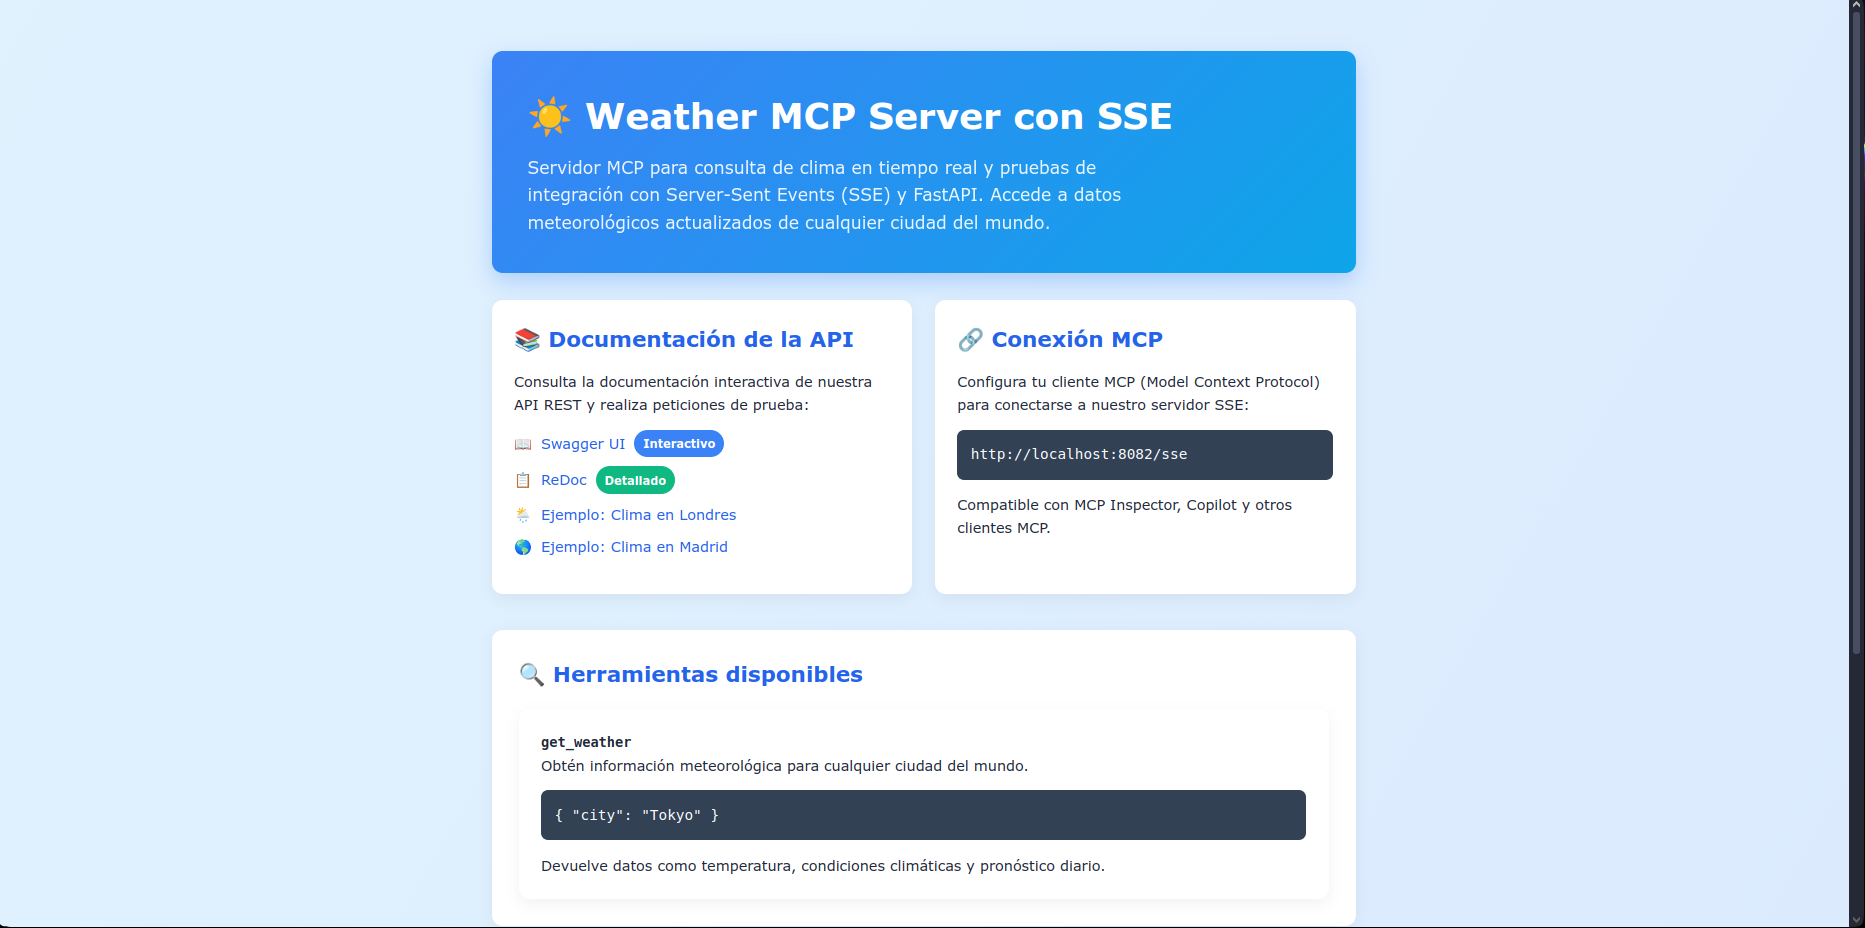 Weather MCP Server con SSE
Servidor MCP para consulta de clima en tiempo real y pruebas de
integración con Server-Sent Events (SSE) y FastAPI. Accede a datos
meteorológicos actualizados de cualquier ciudad del mundo.
Documentación de la API
Consulta la documentación interactiva de nuestra
API REST y realiza peticiones de prueba:
Swagger UI Interactivo
ReDoc Detallado
Ejemplo: Clima en Londres
Ejemplo: Clima en Madrid
Conexión MCP
Configura tu cliente MCP (Model Context Protocol)
para conectarse a nuestro servidor SSE:
http://localhost:8082/sse
Compatible con MCP Inspector, Copilot y otros
clientes MCP.
Herramientas disponibles
get_weather
Obtén información meteorológica para cualquier ciudad del mundo.
{ "city": "Tokyo" }
Devuelve datos como temperatura, condiciones climáticas y pronóstico diario.